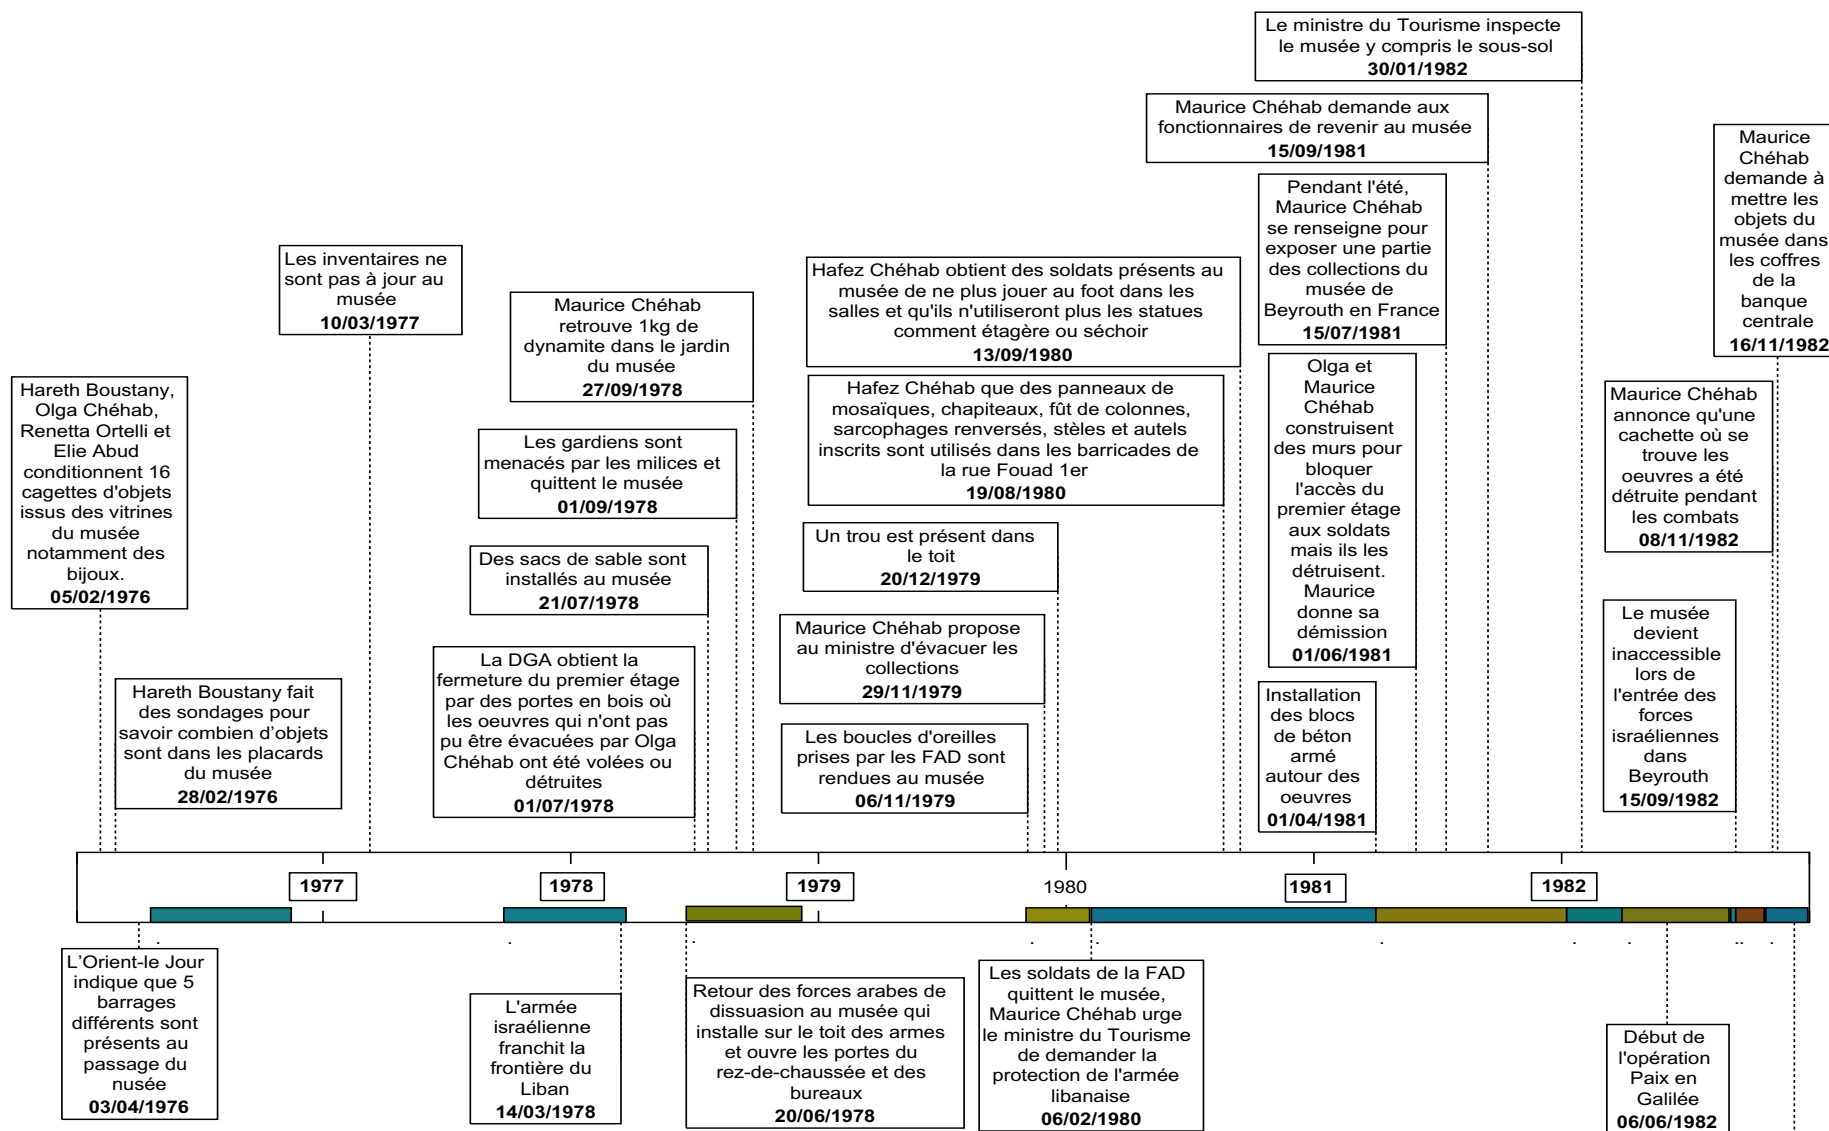 Le ministre du Tourisme inspecte
le musée y compris le sous-sol
30/01/1982
Maurice Chéhab demande aux
fonctionnaires de revenir au musée
15/09/1981
Maurice
Chéhab
demande à
mettre les
objets du
musée dans
les coffres
de la
banque
centrale
16/11/1982
Pendant l'été,
Maurice Chéhab
se renseigne pour
exposer une partie
des collections du
musée de
Beyrouth en France
15/07/1981
Les inventaires ne
sont pas à jour au
musée
10/03/1977
Hafez Chéhab obtient des soldats présents au
musée de ne plus jouer au foot dans les
salles et qu'ils n'utiliseront plus les statues
comment étagère ou séchoir
13/09/1980
Maurice Chéhab
retrouve 1kg de
dynamite dans le jardin
du musée
27/09/1978
Hareth Boustany,
Olga Chéhab,
Renetta Ortelli et
Elie Abud
conditionnent 16
cagettes d'objets
issus des vitrines
du musée
notamment des
bijoux.
05/02/1976
Hafez Chéhab que des panneaux de
mosaïques, chapiteaux, fût de colonnes,
sarcophages renversés, stèles et autels
inscrits sont utilisés dans les barricades de
la rue Fouad 1er
19/08/1980
Olga et
Maurice
Chéhab
construisent
des murs pour
bloquer
l'accès du
premier étage
aux soldats
mais ils les
détruisent.
Maurice
donne sa
démission
01/06/1981
Maurice Chéhab
annonce qu'une
cachette où se
trouve les
oeuvres a été
détruite pendant
les combats
08/11/1982
Les gardiens sont
menacés par les milices et
quittent le musée
01/09/1978
Un trou est présent dans
le toit
20/12/1979
Des sacs de sable sont
installés au musée
21/07/1978
Maurice Chéhab propose
au ministre d'évacuer les
collections
29/11/1979
La DGA obtient la
fermeture du premier étage
par des portes en bois où
les oeuvres qui n'ont pas
pu être évacuées par Olga
Chéhab ont été volées ou
détruites
01/07/1978
Hareth Boustany fait
des sondages pour
savoir combien d'objets
sont dans les placards
du musée
28/02/1976
Les boucles d'oreilles
prises par les FAD sont
rendues au musée
06/11/1979
Installation
des blocs
de béton
armé
autour des
oeuvres
01/04/1981
Le musée
devient
inaccessible
lors de
l'entrée des
forces
israéliennes
dans
Beyrouth
15/09/1982
1977
1978
1979
1980
1981
1982
L'Orient-le Jour
indique que 5
barrages
différents sont
présents au
passage du
nusée
03/04/1976
L'armée
israélienne
franchit la
frontière du
Liban
14/03/1978
Retour des forces arabes de
dissuasion au musée qui
installe sur le toit des armes
et ouvre les portes du
rez-de-chaussée et des
bureaux
20/06/1978
Les soldats de la FAD
quittent le musée,
Maurice Chéhab urge
le ministre du Tourisme
de demander la
protection de l'armée
libanaise
06/02/1980
Début de
l'opération
Paix en
Galilée
06/06/1982